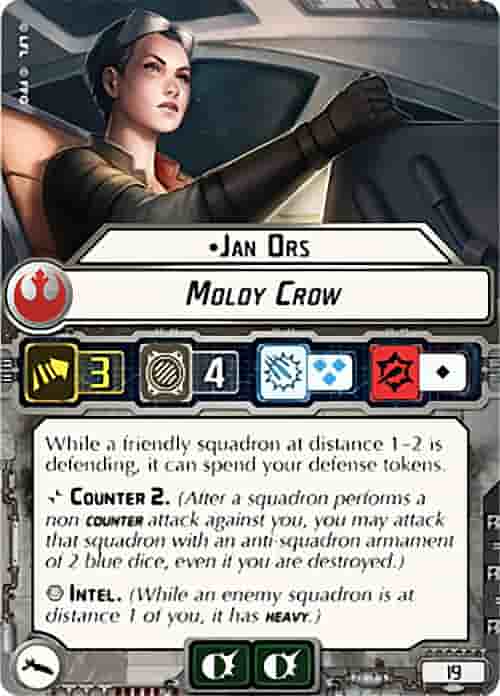 © LFL © FFG
•Jan Ors
Moldy Crow
3 4
While a friendly squadron at distance 1–2 is
defending, it can spend your defense tokens.
Counter 2. (After a squadron performs a
non counter attack against you, you may attack
that squadron with an anti-squadron armament
of 2 blue dice, even if you are destroyed.)
Intel. (While an enemy squadron is at
distance 1 of you, it has heavy.)
19